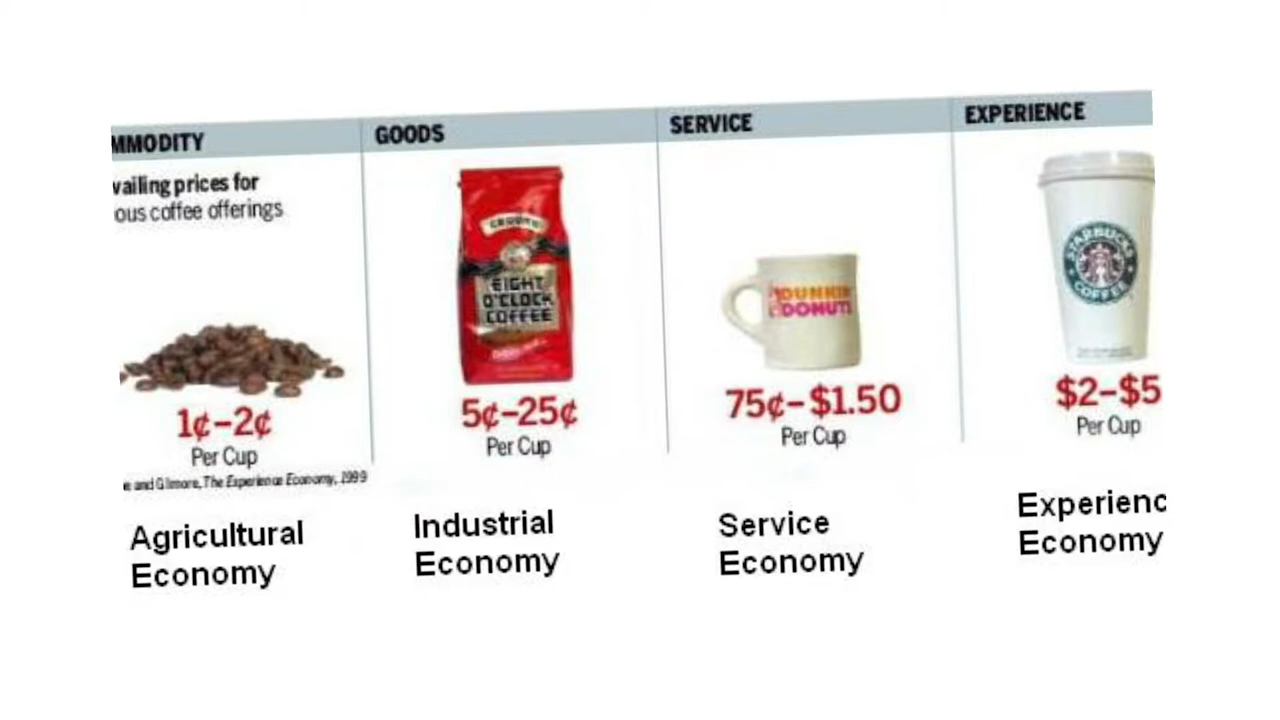 MMODITY
vailing prices for
ous coffee offerings
1¢–2¢
Per Cup
e and Gilmore, The Experience Economy, 1999
Agricultural
Economy
GOODS
EIGHT
O'CLOCK
COFFEE
5¢–25¢
Per Cup
Industrial
Economy
SERVICE
DUNKIN'
DONUTS
75¢–$1.50
Per Cup
Service
Economy
EXPERIENCE
STARBUCKS
COFFEE
$2–$5
Per Cup
Experienc
Economy